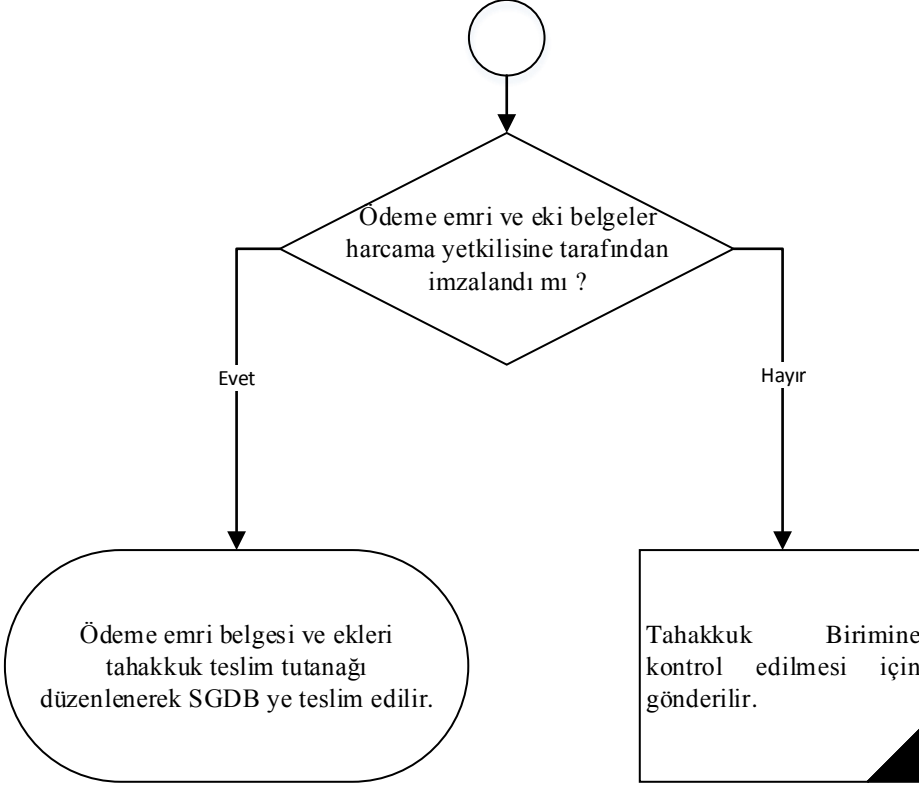 Ödeme emri ve eki belgeler
harcama yetkilisine tarafından
imzalandı mı ?
Evet
Hayır
Ödeme emri belgesi ve ekleri
tahakkuk teslim tutanağı
düzenlenerek SGDB ye teslim edilir.
Tahakkuk Birimine
kontrol edilmesi için
gönderilir.